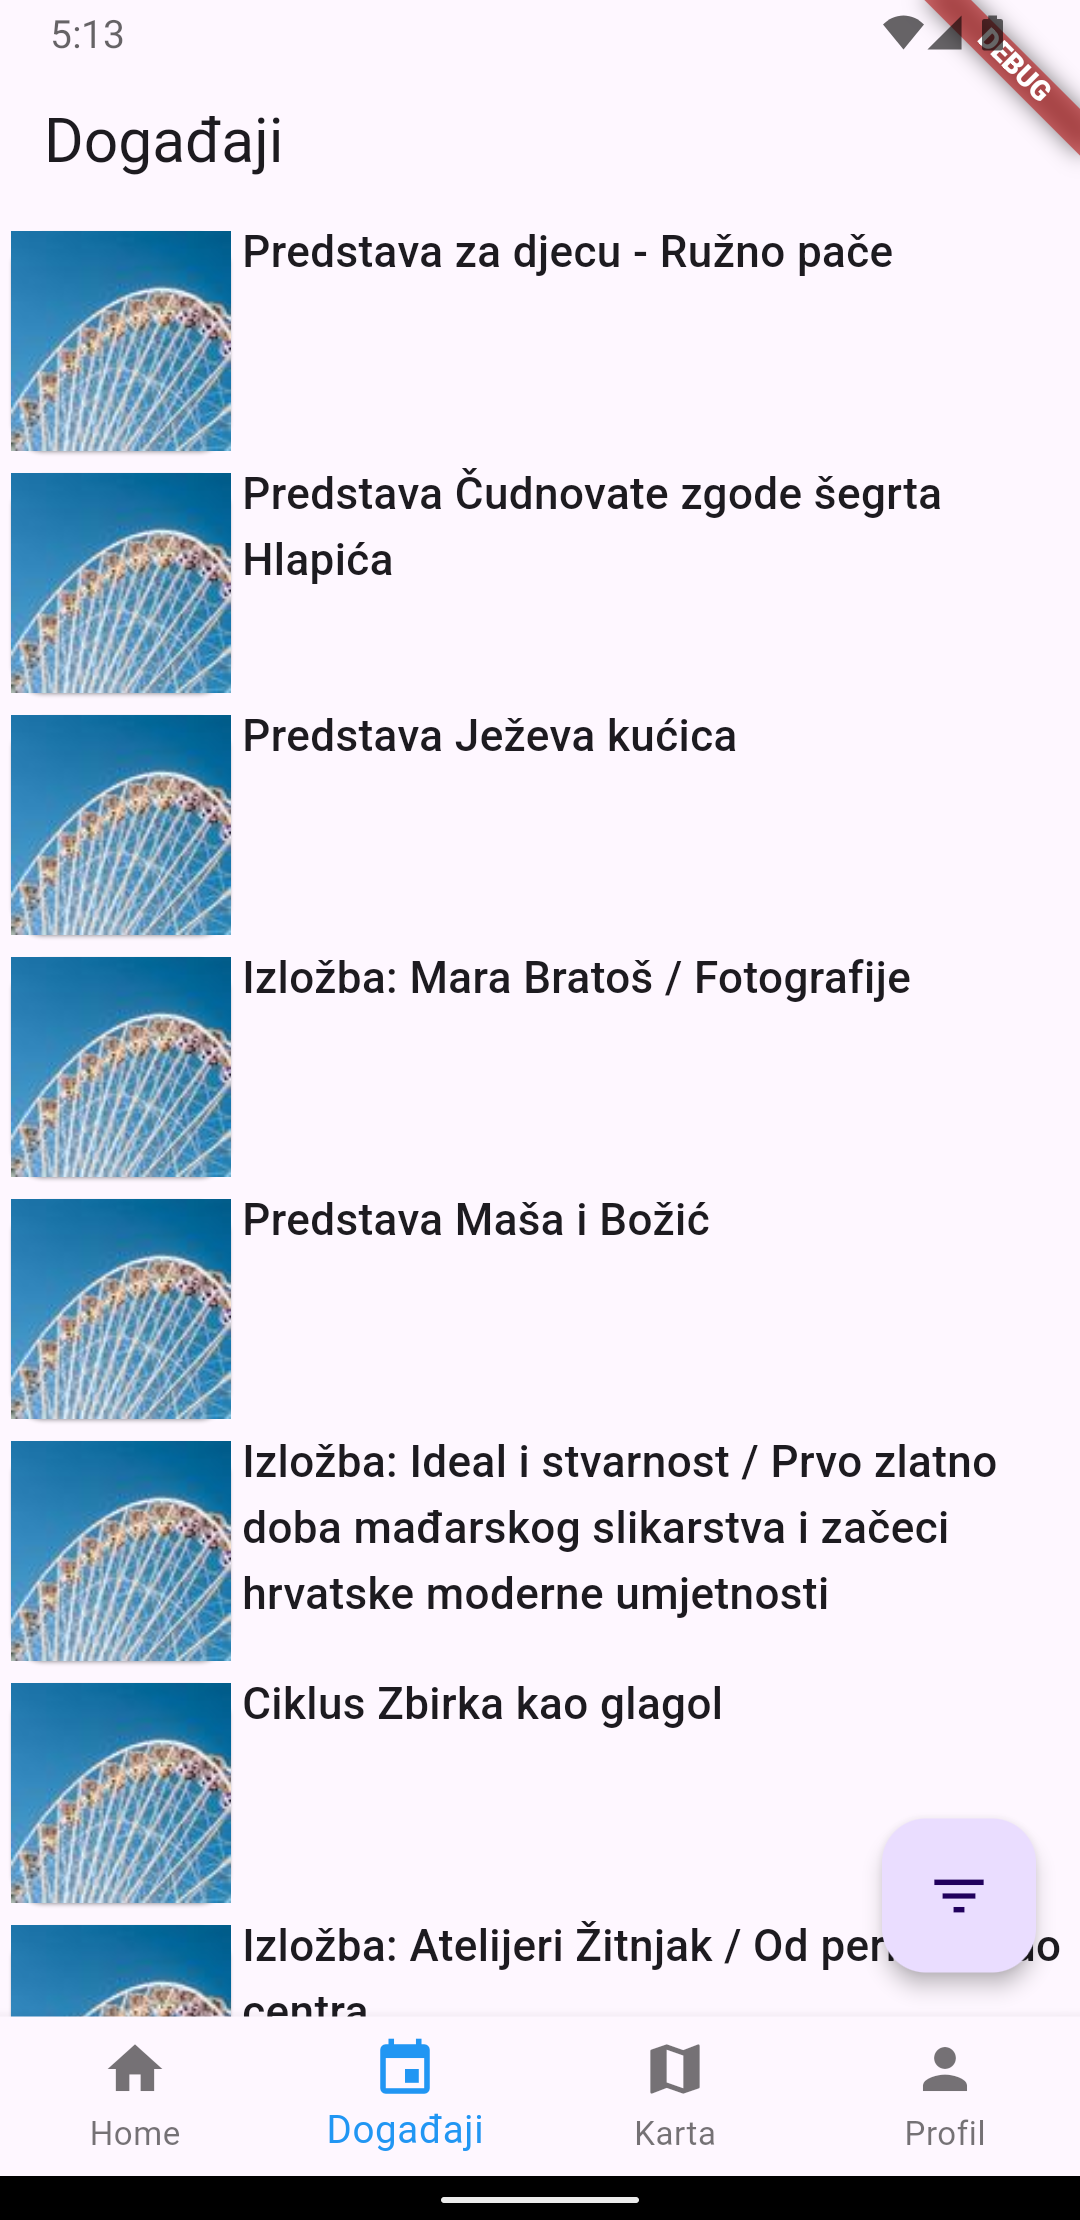 5:13
DEBUG
Događaji
Predstava za djecu - Ružno pače
Predstava Čudnovate zgode šegrta
Hlapića
Predstava Ježeva kućica
Izložba: Mara Bratoš / Fotografije
Predstava Maša i Božić
Izložba: Ideal i stvarnost / Prvo zlatno
doba mađarskog slikarstva i začeci
hrvatske moderne umjetnosti
Ciklus Zbirka kao glagol
Izložba: Atelijeri Žitnjak / Od
centra
Home
Događaji
Karta
Profil